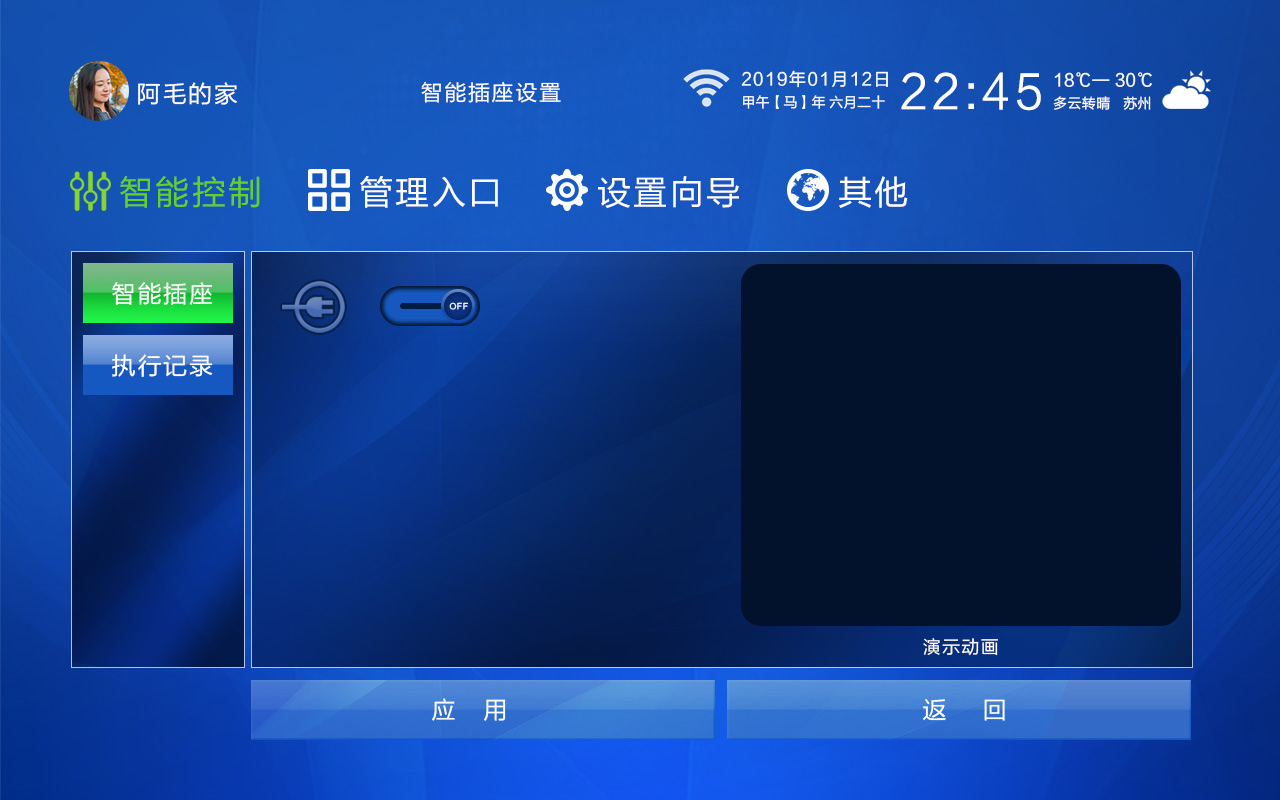 阿毛的家
智能插座设置
2019年01月12日
甲午【马】年 六月二十
22:45
18℃— 30℃
多云转晴 苏州
智能控制
管理入口
设置向导
其他
智能插座
执行记录
OFF
演示动画
应 用
返 回